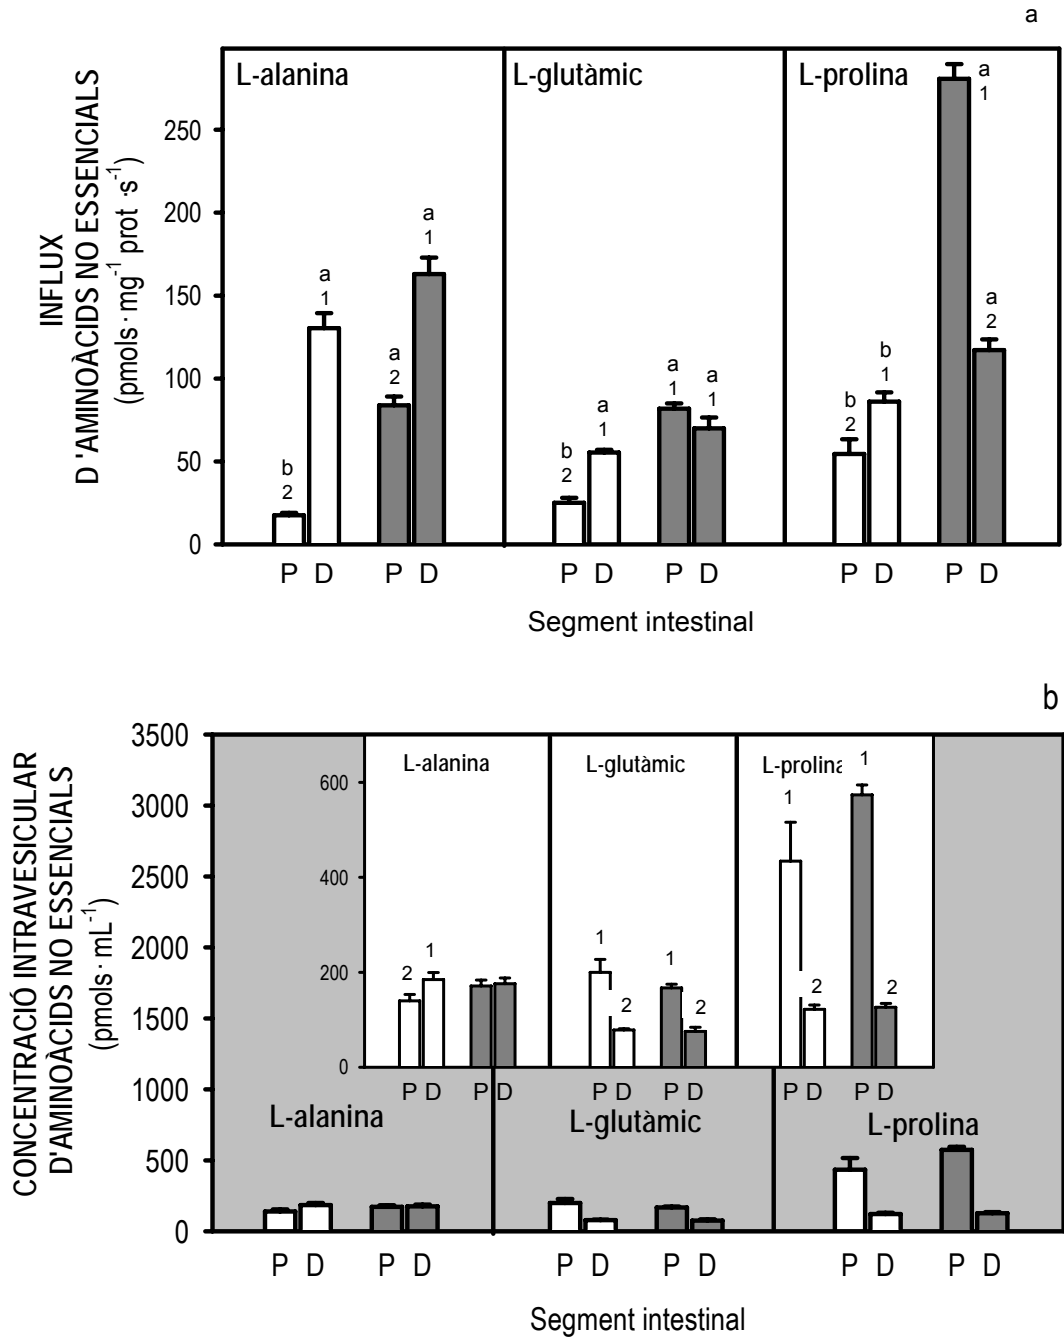 a
L-alanina
L-glutàmic
L-prolina
INFLUX
D 'AMINOÀCIDS NO ESSENCIALS
(pmols· mg-1 prot ·s-1)
250
200
150
100
50
0
b
2
a
1
a
2
a
1
b
2
a
1
a
1
a
1
b
2
b
1
a
1
a
2
P D P D P D P D P D P D
Segment intestinal
b
CONCENTRACIÓ INTRAVESICULAR
D'AMINOÀCIDS NO ESSENCIALS
(pmols· mL-1)
3500
3000
2500
2000
1500
1000
500
0
L-alanina
L-glutàmic
L-prolina
600
400
200
0
2 1
1 2 1 2
1 2 1 2
P D P D P D P D P D P D
L-alanina
L-glutàmic
L-prolina
P D P D P D P D P D P D
Segment intestinal